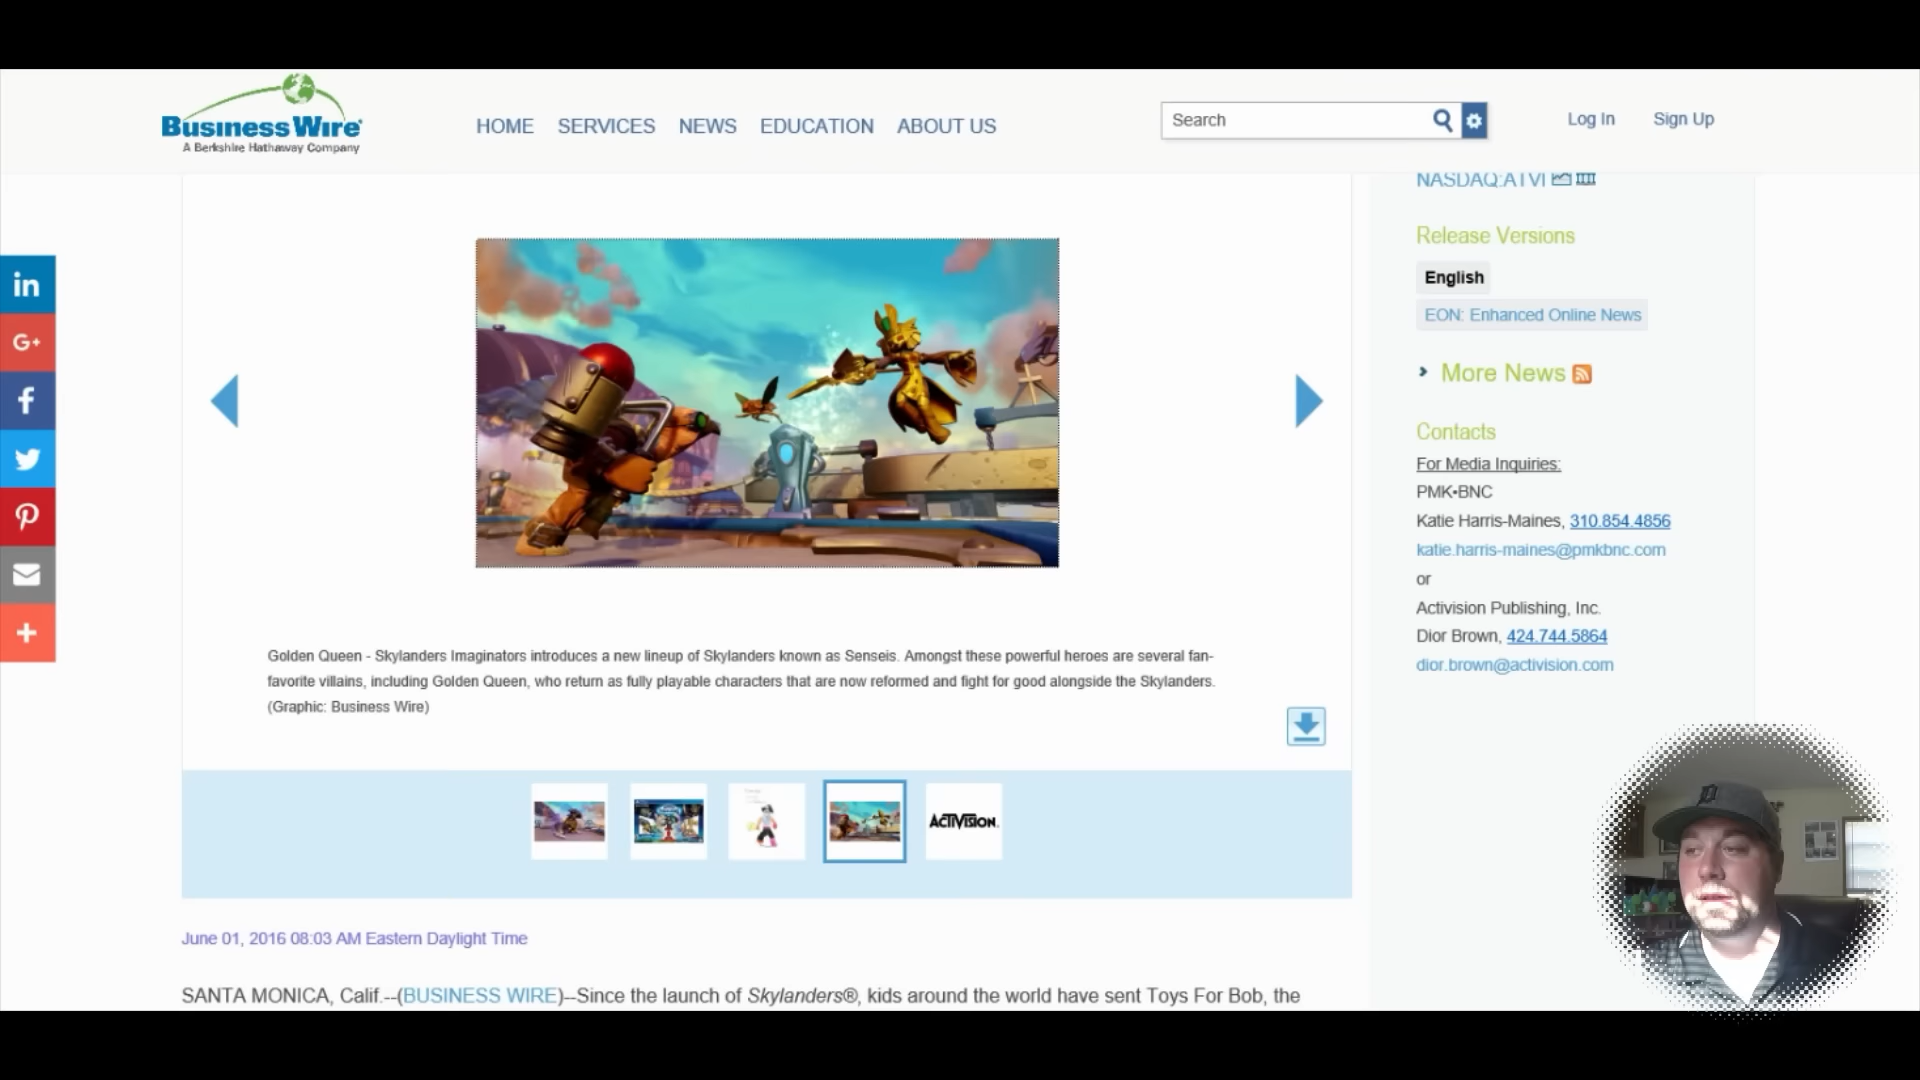 Business Wire
A Berkshire Hathaway Company
HOME SERVICES NEWS EDUCATION ABOUT US
Search
Log In Sign Up
NASDAQ:ATVI
Release Versions
English
EON: Enhanced Online News
More News
Contacts
For Media Inquiries:
PMK•BNC
Katie Harris-Maines, 310.854.4856
katie.harris-maines@pmkbnc.com
or
Activision Publishing, Inc.
Dior Brown, 424.744.5864
dior.brown@activision.com
in
G+
f
Golden Queen - Skylanders Imaginators introduces a new lineup of Skylanders known as Senseis. Amongst these powerful heroes are several fan-
favorite villains, including Golden Queen, who return as fully playable characters that are now reformed and fight for good alongside the Skylanders.
(Graphic: Business Wire)
ACTIVISION.
June 01, 2016 08:03 AM Eastern Daylight Time
SANTA MONICA, Calif.--(BUSINESS WIRE)--Since the launch of Skylanders®, kids around the world have sent Toys For Bob, the